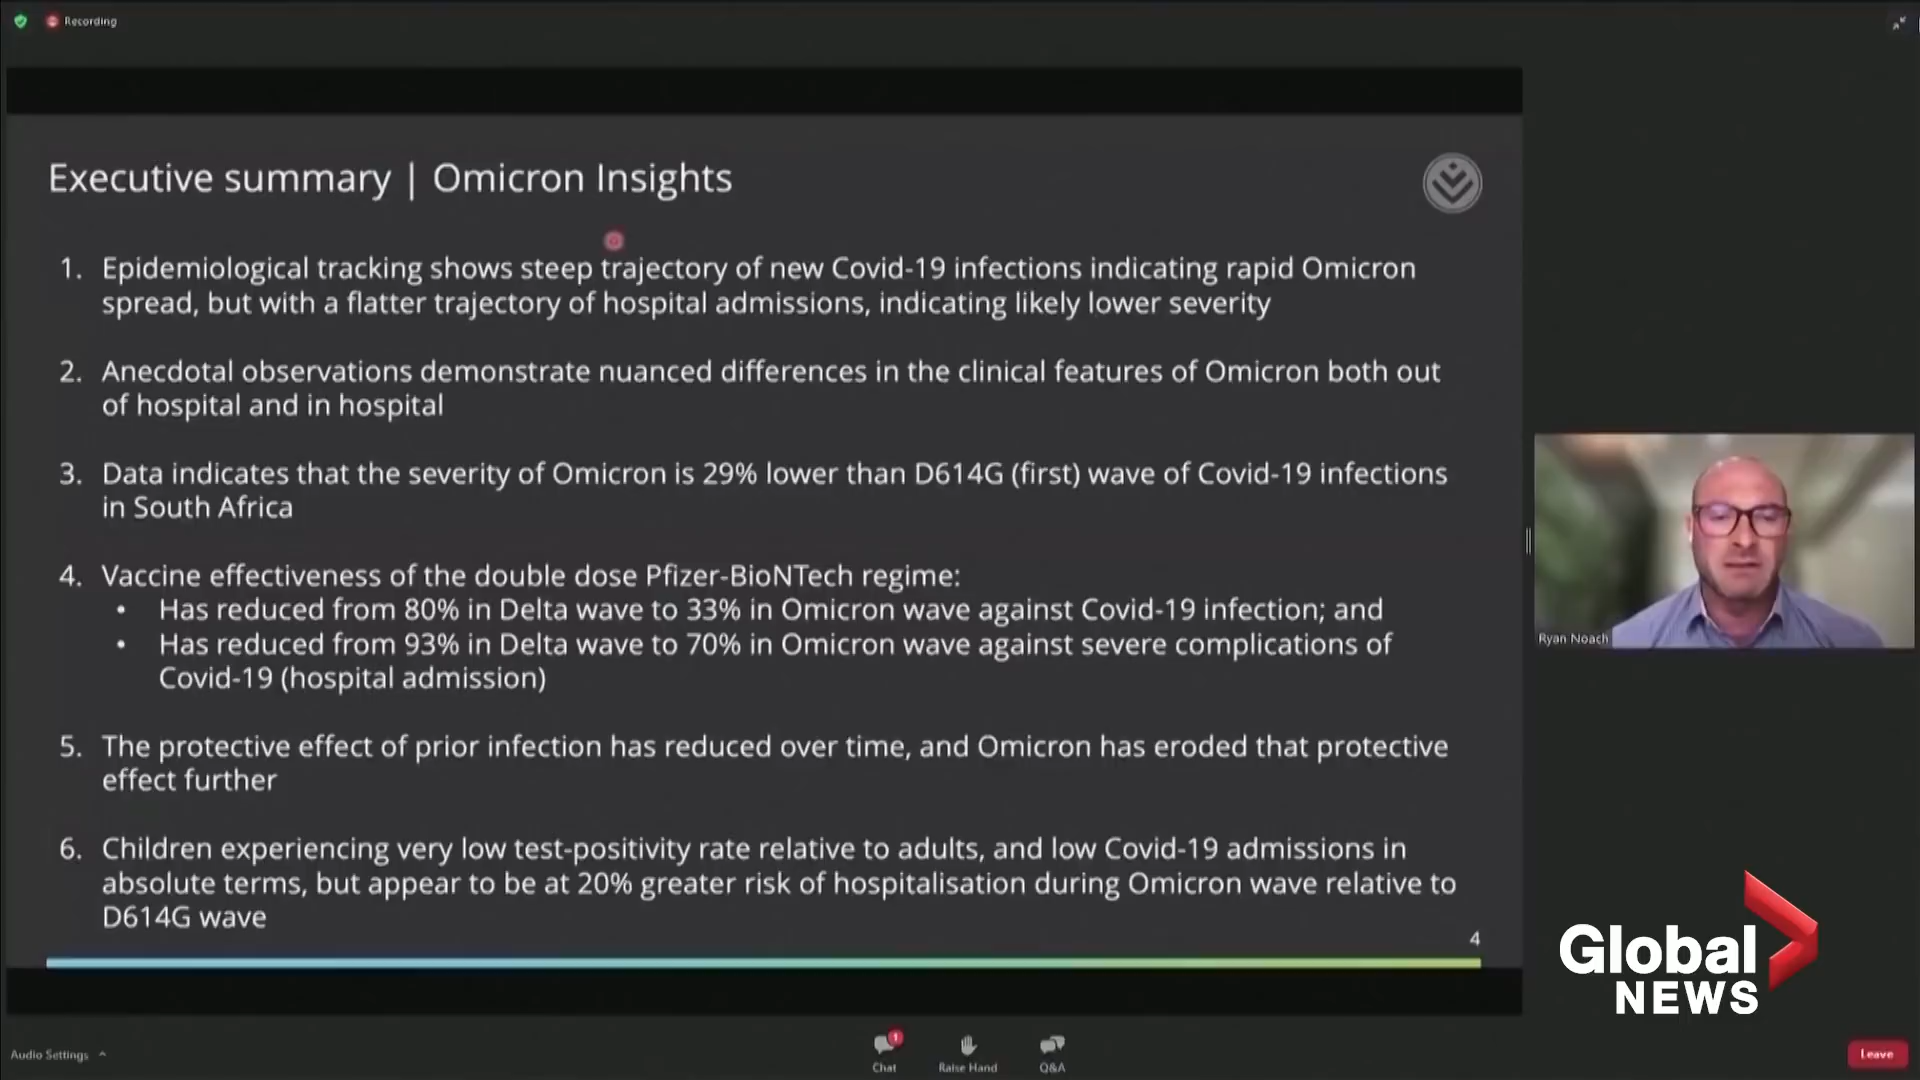 Recording
Executive summary | Omicron Insights
1. Epidemiological tracking shows steep trajectory of new Covid-19 infections indicating rapid Omicron
spread, but with a flatter trajectory of hospital admissions, indicating likely lower severity
2. Anecdotal observations demonstrate nuanced differences in the clinical features of Omicron both out
of hospital and in hospital
3. Data indicates that the severity of Omicron is 29% lower than D614G (first) wave of Covid-19 infections
in South Africa
4. Vaccine effectiveness of the double dose Pfizer-BioNTech regime:
• Has reduced from 80% in Delta wave to 33% in Omicron wave against Covid-19 infection; and
• Has reduced from 93% in Delta wave to 70% in Omicron wave against severe complications of
Covid-19 (hospital admission)
5. The protective effect of prior infection has reduced over time, and Omicron has eroded that protective
effect further
6. Children experiencing very low test-positivity rate relative to adults, and low Covid-19 admissions in
absolute terms, but appear to be at 20% greater risk of hospitalisation during Omicron wave relative to
D614G wave
4
Ryan Noach
Global
NEWS
Audio Settings
1
Chat
Raise Hand
Q&A
Leave